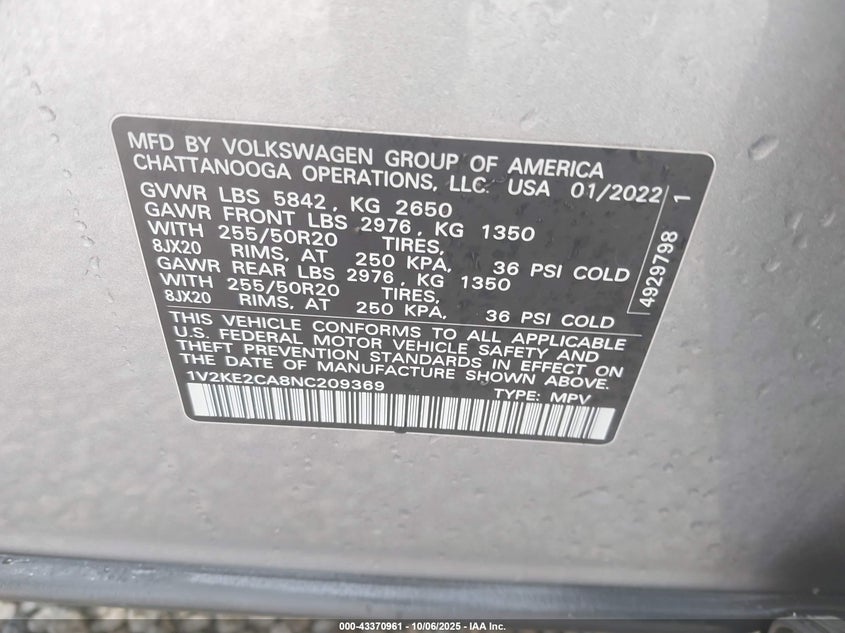 MFD BY VOLKSWAGEN GROUP OF AMERICA
CHATTANOOGA OPERATIONS, LLC. USA 01/2022
GVWR LBS 5842, KG 2650
GAWR FRONT LBS 2976, KG 1350
WITH 255/50R20 TIRES,
8JX20 RIMS, AT 250 KPA, 36 PSI COLD
GAWR REAR LBS 2976, KG 1350
WITH 255/50R20 TIRES,
8JX20 RIMS, AT 250 KPA, 36 PSI COLD
4929798 1
THIS VEHICLE CONFORMS TO ALL APPLICABLE
U.S. FEDERAL MOTOR VEHICLE SAFETY AND
THEFT PREVENTION STANDARDS IN EFFECT ON
THE DATE OF MANUFACTURE SHOWN ABOVE.
1V2KE2CA8NC209369 TYPE: MPV
000-43370961 - 10/06/2025 - IAA Inc.